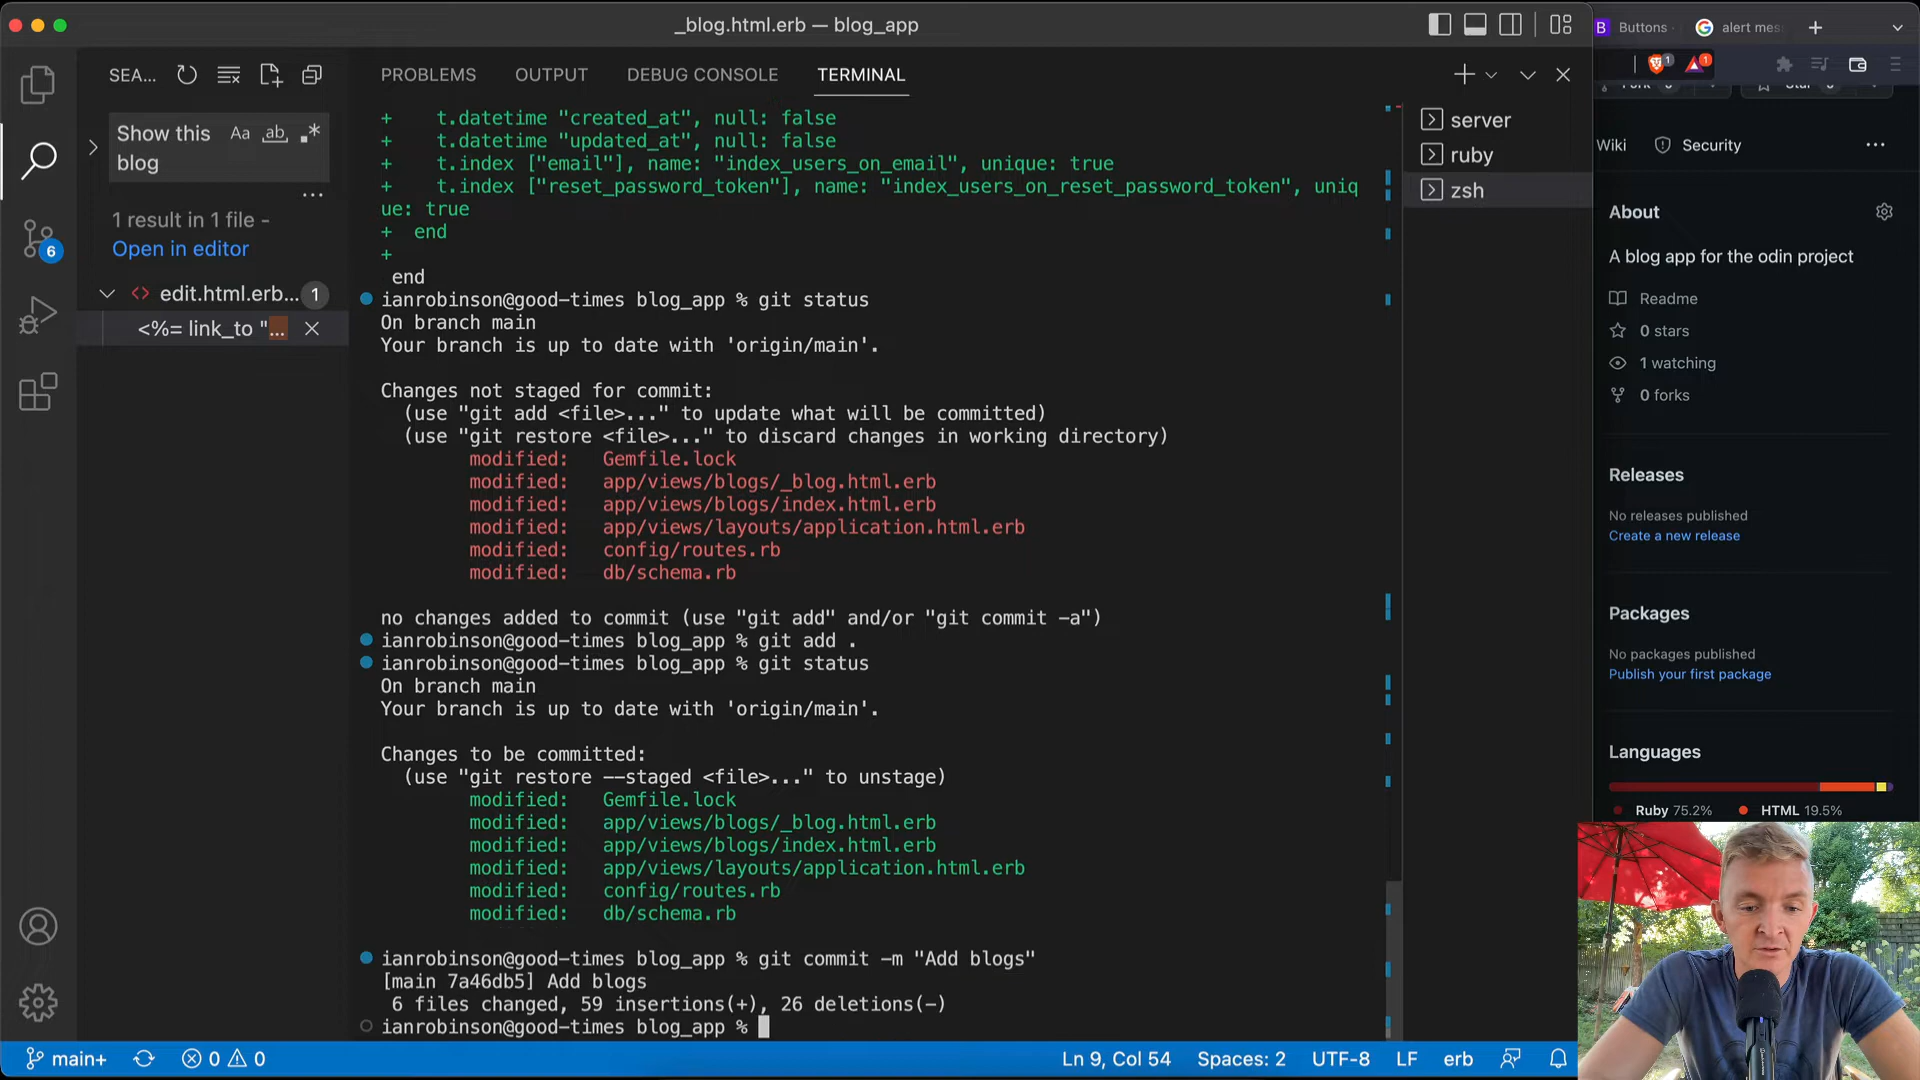 _blog.html.erb — blog_app
Buttons
alert mes
SEA...
Show this
blog
Aa
ab
1 result in 1 file -
Open in editor
edit.html.erb... 1
<%= link_to "...
6
PROBLEMS OUTPUT DEBUG CONSOLE TERMINAL
+    t.datetime "created_at", null: false
+    t.datetime "updated_at", null: false
+    t.index ["email"], name: "index_users_on_email", unique: true
+    t.index ["reset_password_token"], name: "index_users_on_reset_password_token", uniq
ue: true
+  end
+
 end
ianrobinson@good-times blog_app % git status
On branch main
Your branch is up to date with 'origin/main'.
Changes not staged for commit:
  (use "git add <file>..." to update what will be committed)
  (use "git restore <file>..." to discard changes in working directory)
modified:   Gemfile.lock
modified:   app/views/blogs/_blog.html.erb
modified:   app/views/blogs/index.html.erb
modified:   app/views/layouts/application.html.erb
modified:   config/routes.rb
modified:   db/schema.rb
no changes added to commit (use "git add" and/or "git commit -a")
ianrobinson@good-times blog_app % git add .
ianrobinson@good-times blog_app % git status
On branch main
Your branch is up to date with 'origin/main'.
Changes to be committed:
  (use "git restore --staged <file>..." to unstage)
modified:   Gemfile.lock
modified:   app/views/blogs/_blog.html.erb
modified:   app/views/blogs/index.html.erb
modified:   app/views/layouts/application.html.erb
modified:   config/routes.rb
modified:   db/schema.rb
ianrobinson@good-times blog_app % git commit -m "Add blogs"
[main 7a46db5] Add blogs
 6 files changed, 59 insertions(+), 26 deletions(-)
ianrobinson@good-times blog_app %
server
ruby
zsh
1
1
Wiki
Security
About
A blog app for the odin project
Readme
0 stars
1 watching
0 forks
Releases
No releases published
Create a new release
Packages
No packages published
Publish your first package
Languages
Ruby 75.2%
HTML 19.5%
main+ 0 0
Ln 9, Col 54 Spaces: 2 UTF-8 LF erb